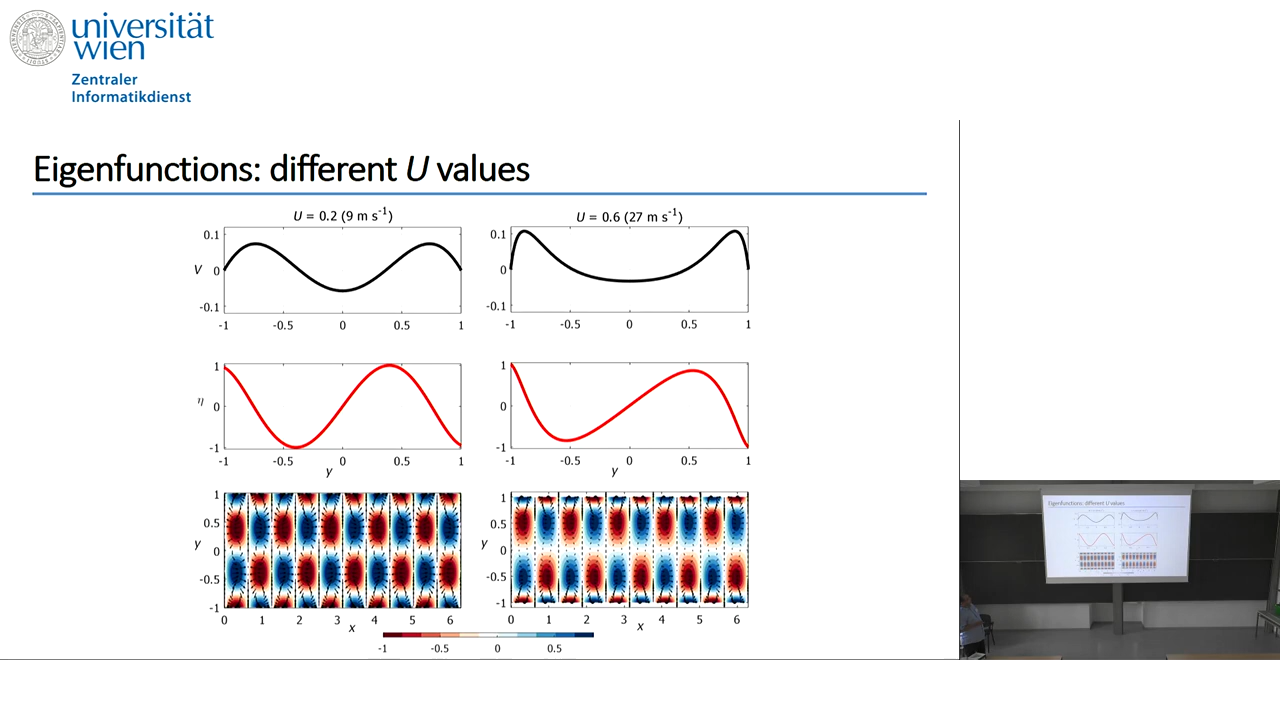 universität
wien
Zentraler
Informatikdienst
Eigenfunctions: different U values
U = 0.2 (9 m s-1)
U = 0.6 (27 m s-1)
0.1
V 0
-0.1
-1 -0.5 0 0.5 1
0.1
0
-0.1
-1 -0.5 0 0.5 1
1
η 0
-1
-1 -0.5 0 0.5 1
y
1
0
-1
-1 -0.5 0 0.5 1
y
1
0.5
y 0
-0.5
-1
0 1 2 3 4 5 6
x
1
0.5
y 0
-0.5
-1
0 1 2 3 4 5 6
x
-1 -0.5 0 0.5
Eigenfunctions: different U values